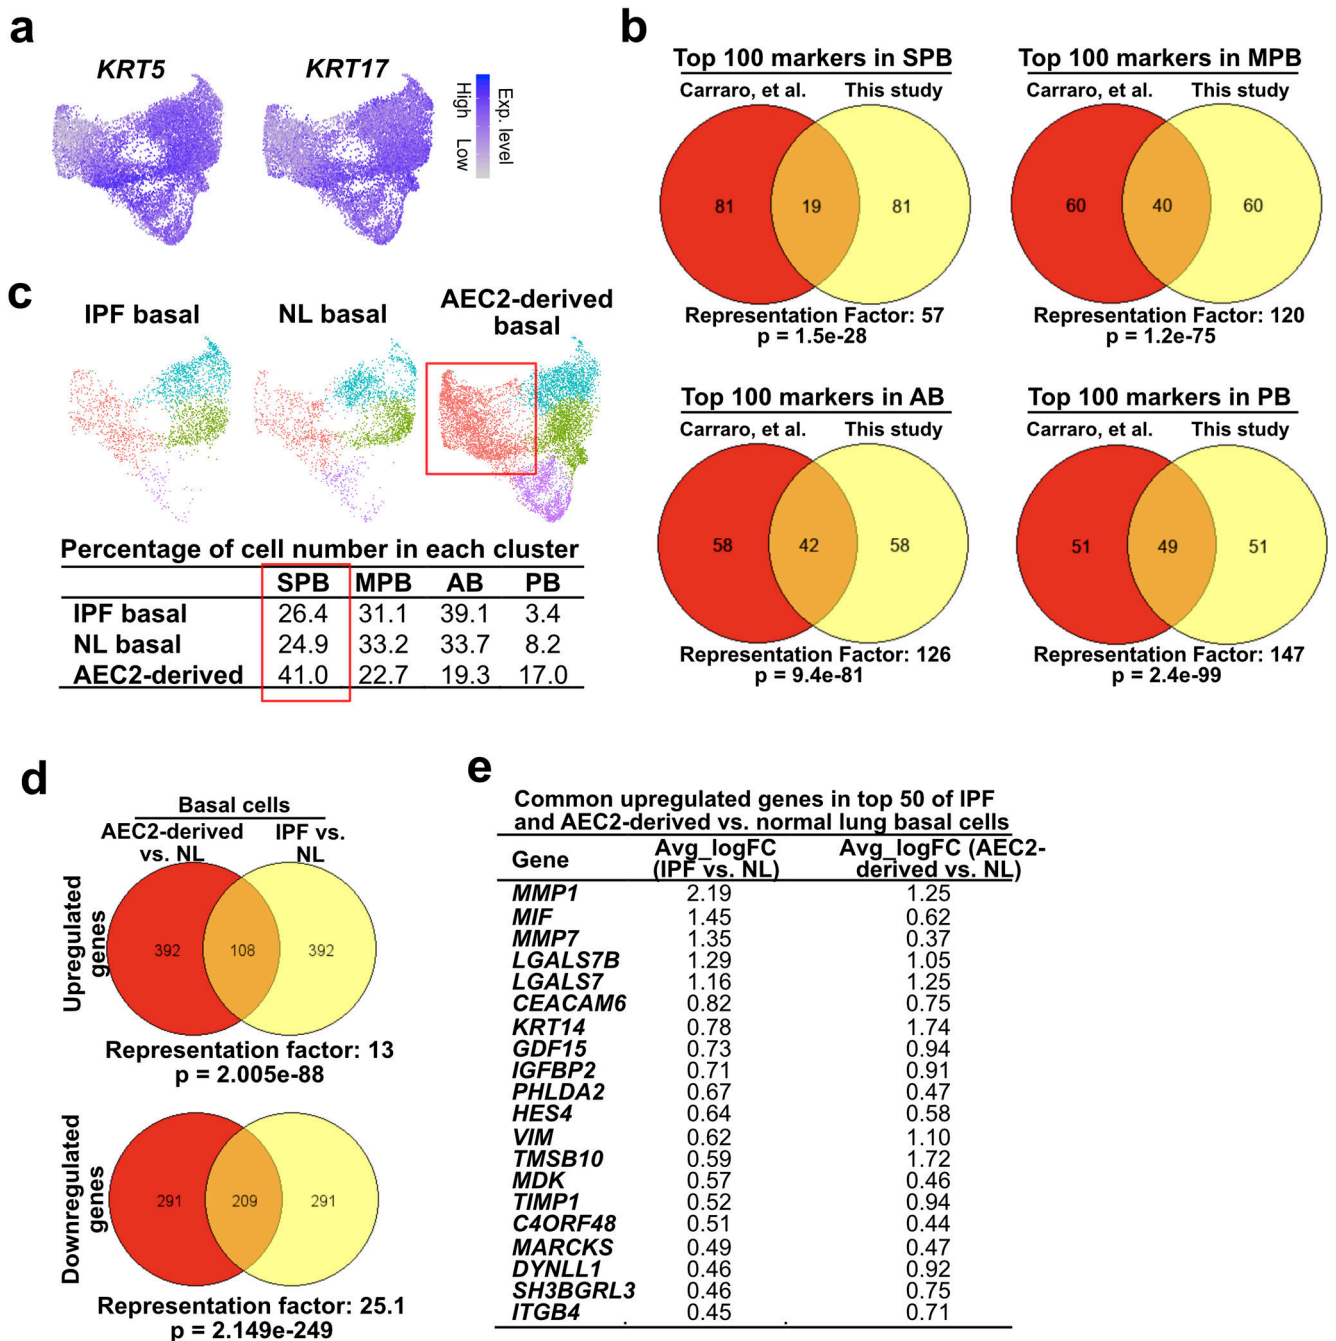 a
KRT5
KRT17
Exp. level
High Low
b
Top 100 markers in SPB
Carraro, et al. This study
81 19 81
Representation Factor: 57
p = 1.5e-28
Top 100 markers in MPB
Carraro, et al. This study
60 40 60
Representation Factor: 120
p = 1.2e-75
Top 100 markers in AB
Carraro, et al. This study
58 42 58
Representation Factor: 126
p = 9.4e-81
Top 100 markers in PB
Carraro, et al. This study
51 49 51
Representation Factor: 147
p = 2.4e-99
c
IPF basal
NL basal
AEC2-derived
basal
Percentage of cell number in each cluster
SPB MPB AB PB
IPF basal 26.4 31.1 39.1 3.4
NL basal 24.9 33.2 33.7 8.2
AEC2-derived 41.0 22.7 19.3 17.0
d
Basal cells
AEC2-derived
vs. NL
IPF vs.
NL
Upregulated
genes
392 108 392
Representation factor: 13
p = 2.005e-88
Downregulated
genes
291 209 291
Representation factor: 25.1
p = 2.149e-249
e
Common upregulated genes in top 50 of IPF
and AEC2-derived vs. normal lung basal cells
Gene
Avg_logFC
(IPF vs. NL)
Avg_logFC (AEC2-
derived vs. NL)
MMP1 2.19 1.25
MIF 1.45 0.62
MMP7 1.35 0.37
LGALS7B 1.29 1.05
LGALS7 1.16 1.25
CEACAM6 0.82 0.75
KRT14 0.78 1.74
GDF15 0.73 0.94
IGFBP2 0.71 0.91
PHLDA2 0.67 0.47
HES4 0.64 0.58
VIM 0.62 1.10
TMSB10 0.59 1.72
MDK 0.57 0.46
TIMP1 0.52 0.94
C4ORF48 0.51 0.44
MARCKS 0.49 0.47
DYNLL1 0.46 0.92
SH3BGRL3 0.46 0.75
ITGB4 0.45 0.71